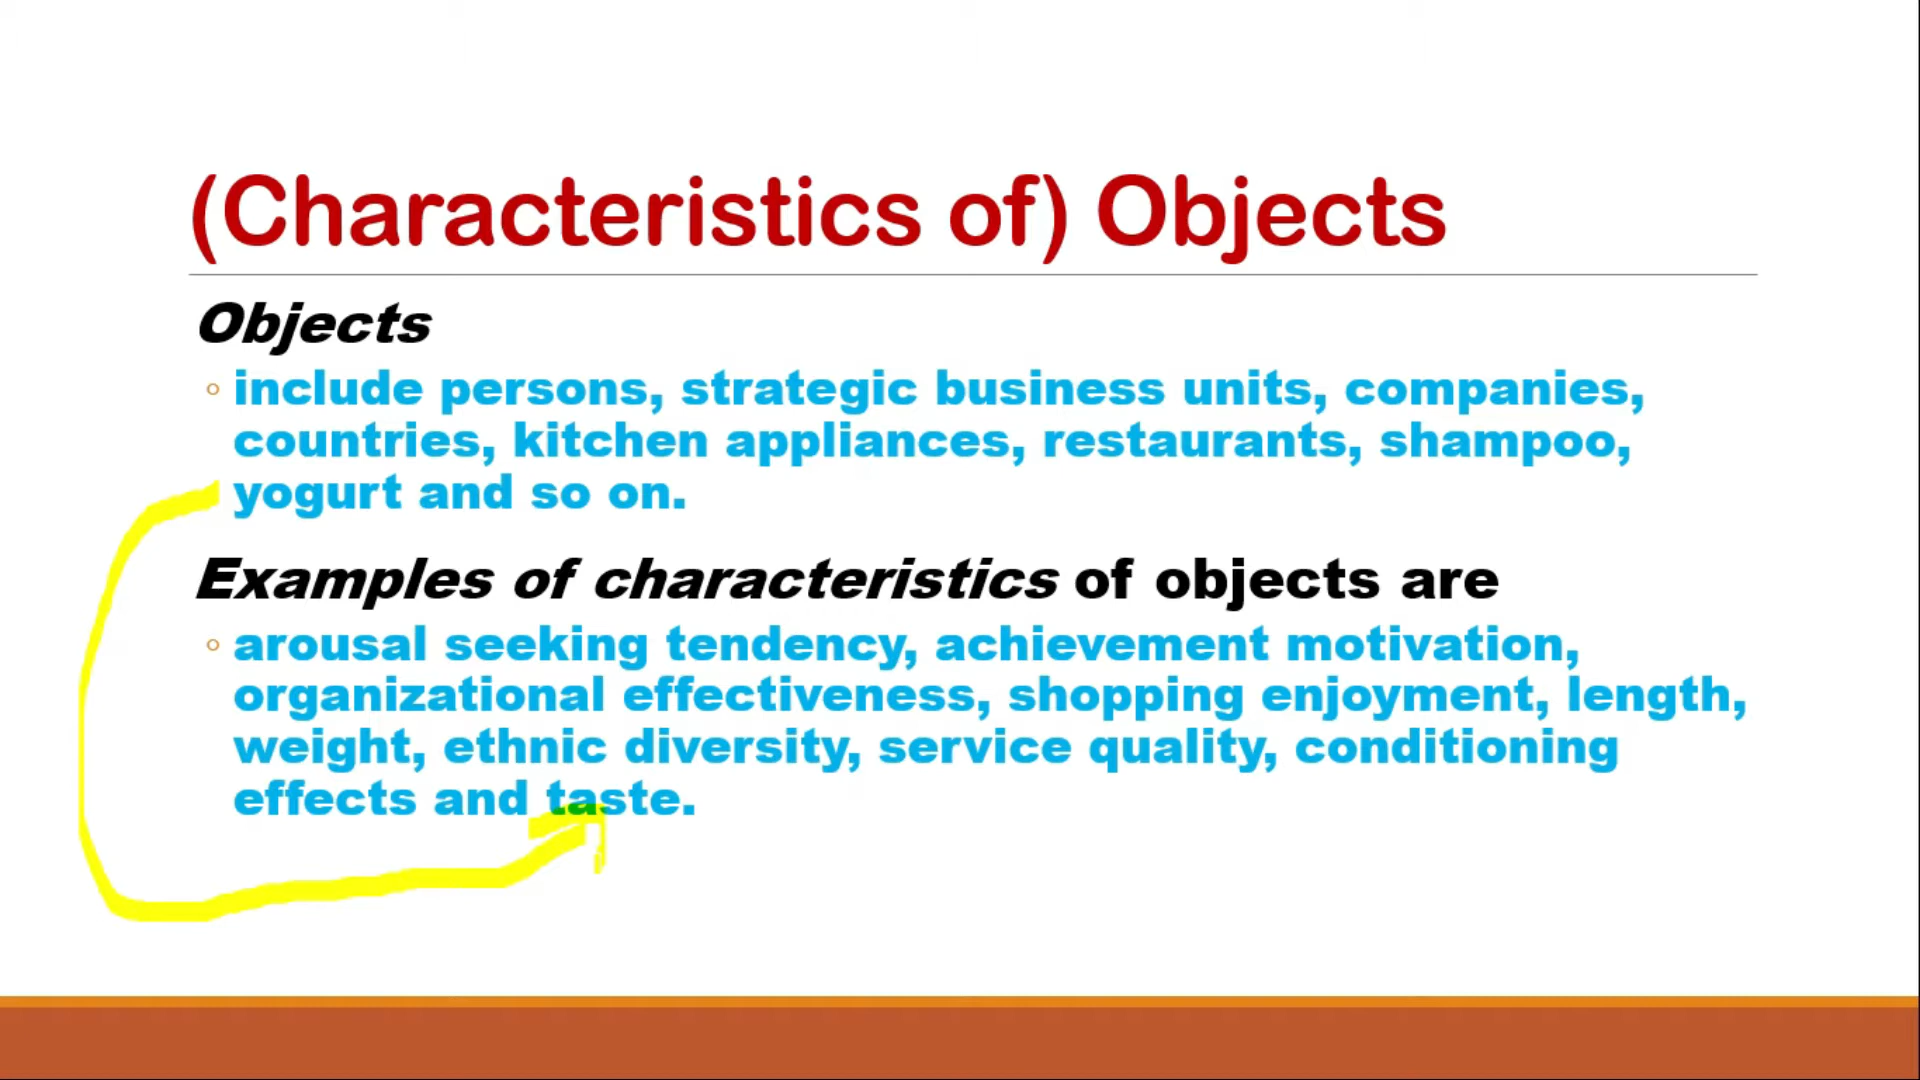 (Characteristics of) Objects
Objects
◦ include persons, strategic business units, companies,
countries, kitchen appliances, restaurants, shampoo,
yogurt and so on.
Examples of characteristics of objects are
◦ arousal seeking tendency, achievement motivation,
organizational effectiveness, shopping enjoyment, length,
weight, ethnic diversity, service quality, conditioning
effects and taste.